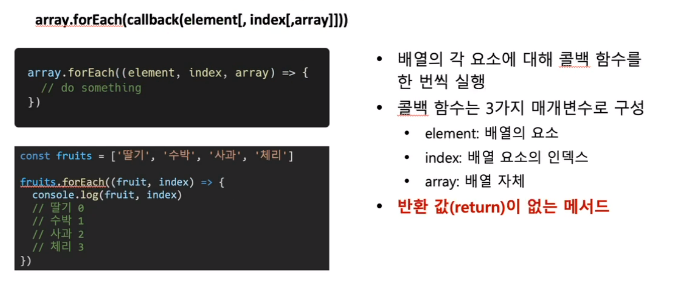 array.forEach(callback(element[, index[,array]]))
array.forEach((element, index, array) => {
  // do something
})
const fruits = ['딸기', '수박', '사과', '체리']
fruits.forEach((fruit, index) => {
  console.log(fruit, index)
  // 딸기 0
  // 수박 1
  // 사과 2
  // 체리 3
})
• 배열의 각 요소에 대해 콜백 함수를
한 번씩 실행
• 콜백 함수는 3가지 매개변수로 구성
• element: 배열의 요소
• index: 배열 요소의 인덱스
• array: 배열 자체
• 반환 값(return)이 없는 메서드